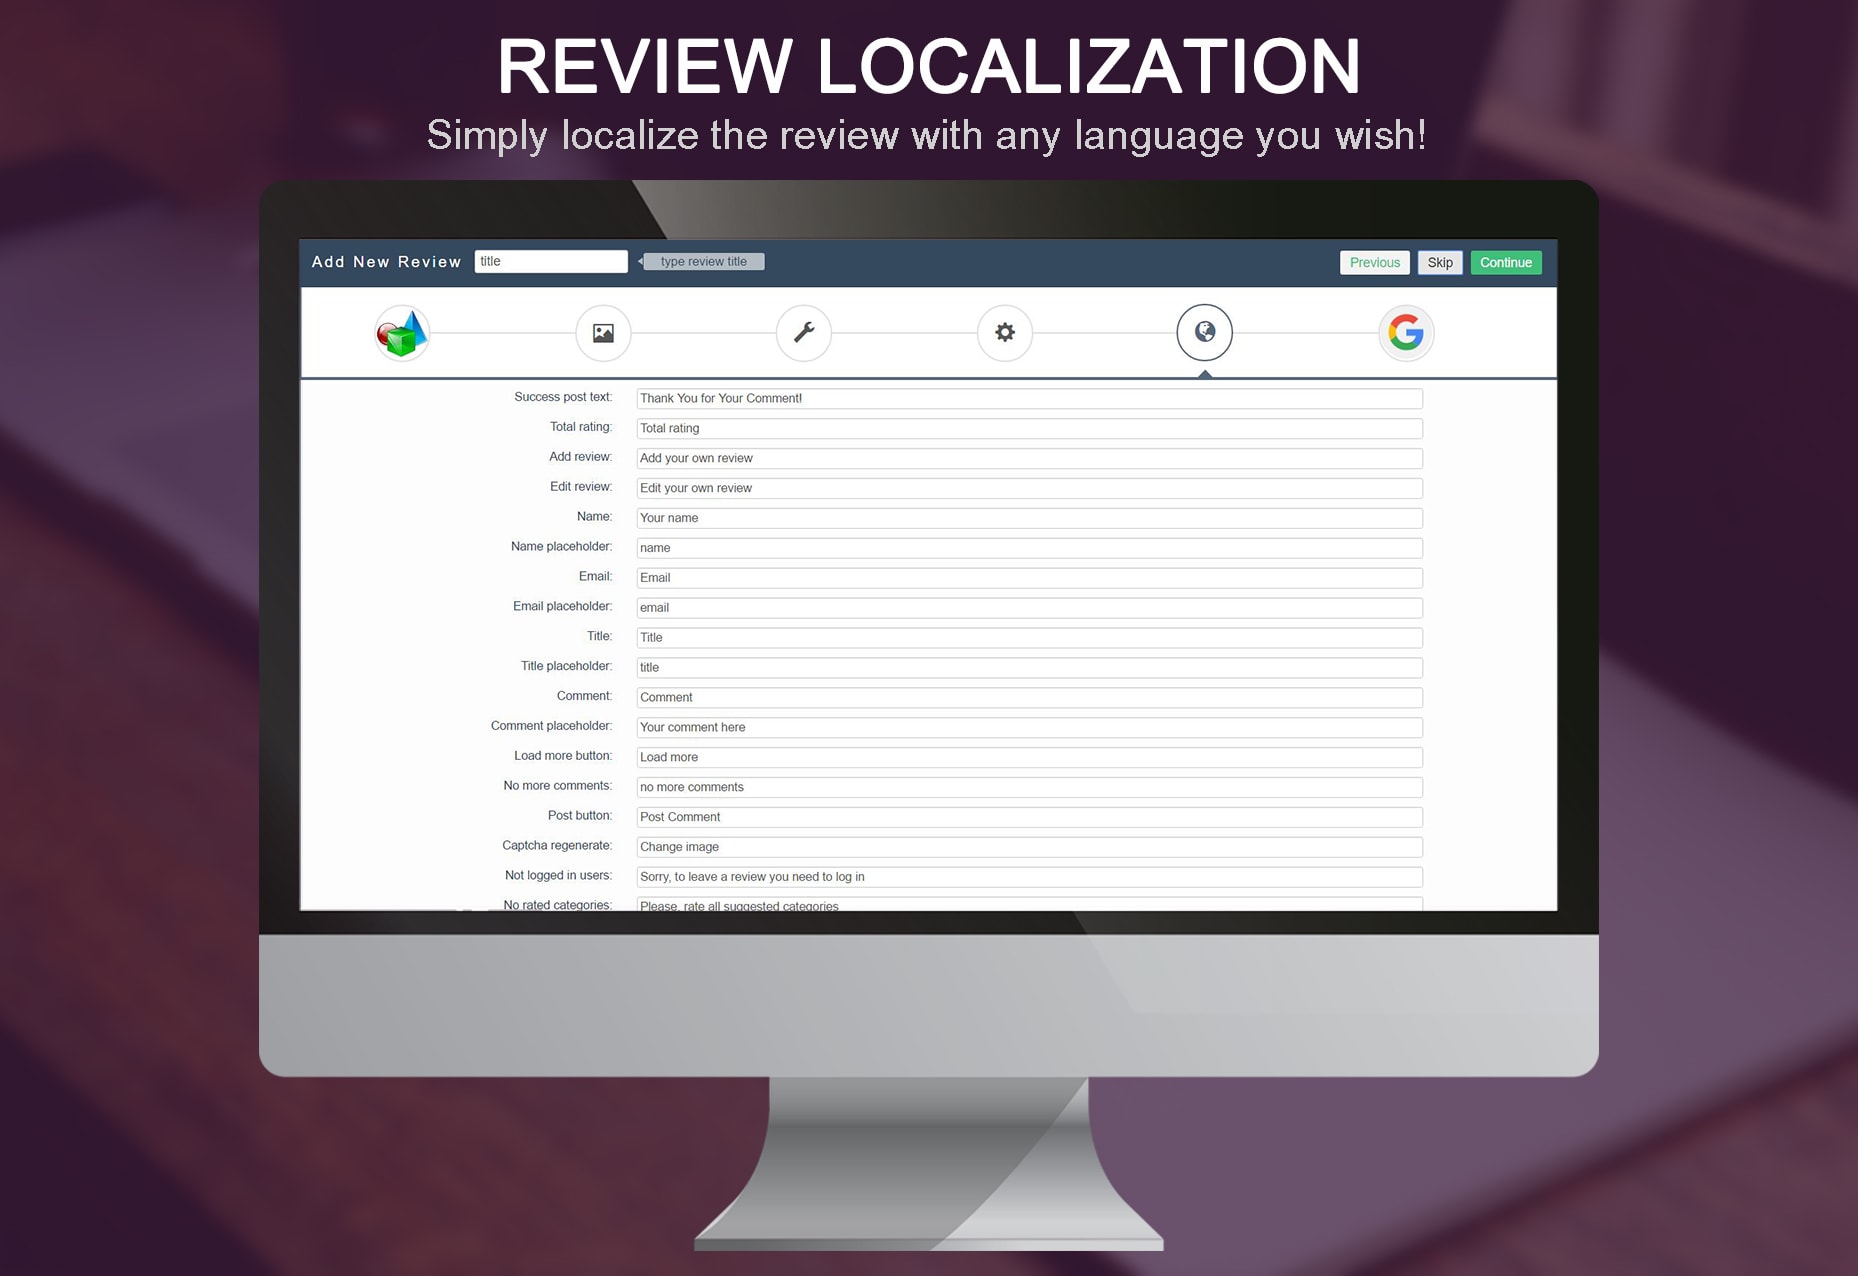 REVIEW LOCALIZATION
Simply localize the review with any language you wish!
Add New Review title type review title Previous Skip Continue
Success post text: Thank You for Your Comment!
Total rating: Total rating
Add review: Add your own review
Edit review: Edit your own review
Name: Your name
Name placeholder: name
Email: Email
Email placeholder: email
Title: Title
Title placeholder: title
Comment: Comment
Comment placeholder: Your comment here
Load more button: Load more
No more comments: no more comments
Post button: Post Comment
Captcha regenerate: Change image
Not logged in users: Sorry, to leave a review you need to log in
No rated categories: Please, rate all suggested categories